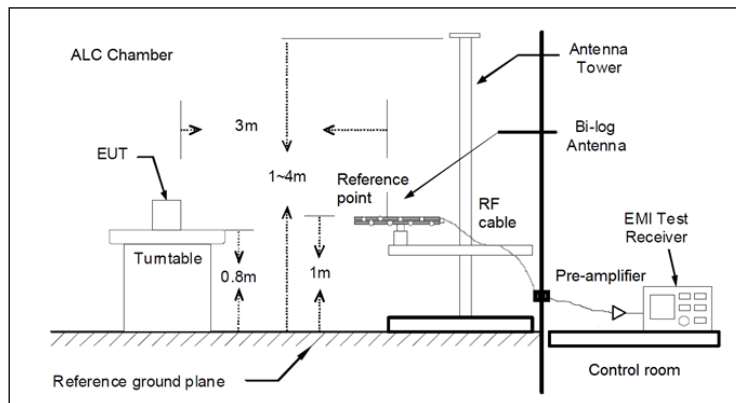 ALC Chamber
Antenna
Tower
3m
Bi-log
Antenna
EUT
1~4m
Reference
point
RF
cable
EMI Test
Receiver
Turntable
0.8m
1m
Pre-amplifier
Reference ground plane
Control room